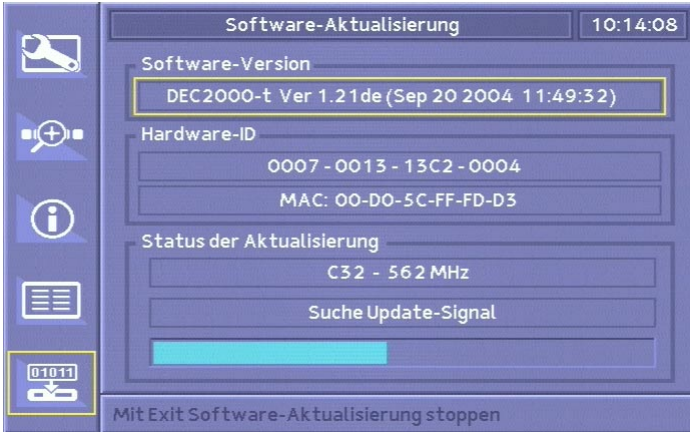 Software-Aktualisierung 10:14:08
Software-Version
DEC2000-t Ver 1.21de (Sep 20 2004 11:49:32)
Hardware-ID
0007 - 0013 - 13C2 - 0004
MAC: 00-D0-5C-FF-FD-D3
Status der Aktualisierung
C32 - 562 MHz
Suche Update-Signal
01011
Mit Exit Software-Aktualisierung stoppen